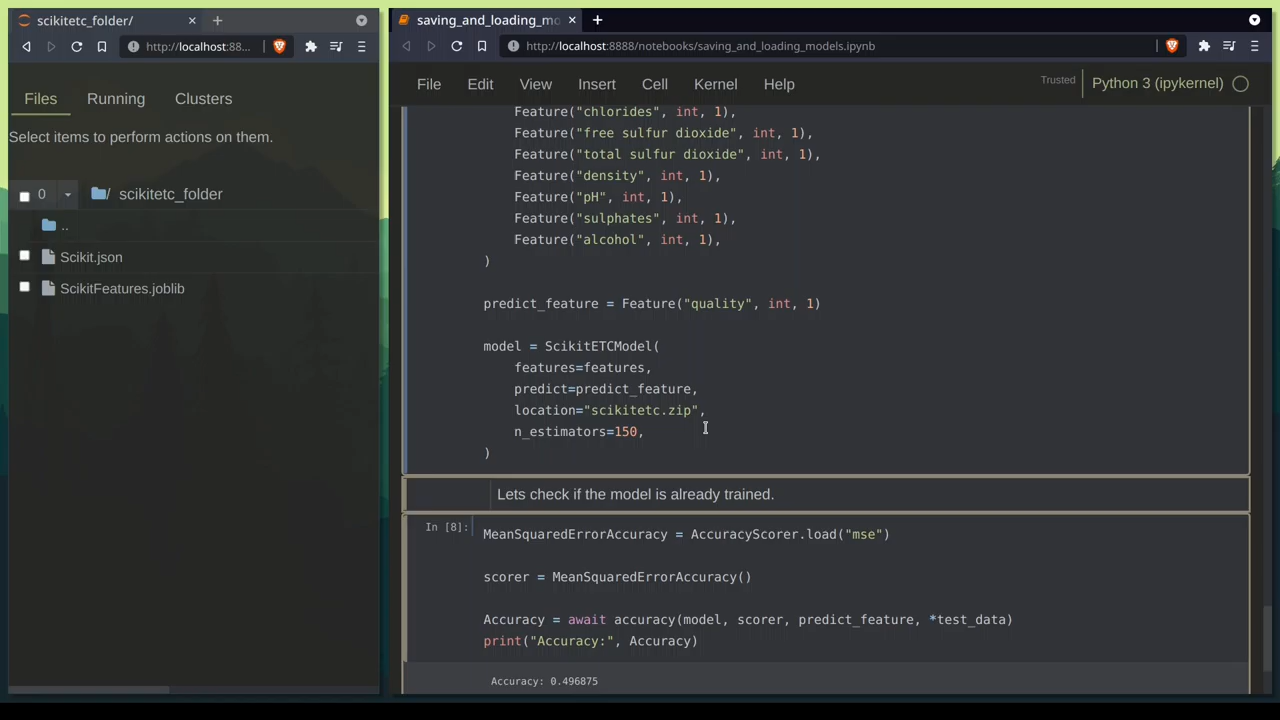 scikitetc_folder/
http://localhost:88...
Files
Running
Clusters
Select items to perform actions on them.
0
/ scikitetc_folder
..
Scikit.json
ScikitFeatures.joblib
saving_and_loading_mo
http://localhost:8888/notebooks/saving_and_loading_models.ipynb
File
Edit
View
Insert
Cell
Kernel
Help
Trusted
Python 3 (ipykernel)
Feature("chlorides", int, 1),
Feature("free sulfur dioxide", int, 1),
Feature("total sulfur dioxide", int, 1),
Feature("density", int, 1),
Feature("pH", int, 1),
Feature("sulphates", int, 1),
Feature("alcohol", int, 1),
)
predict_feature = Feature("quality", int, 1)
model = ScikitETCModel(
features=features,
predict=predict_feature,
location="scikitetc.zip",
n_estimators=150,
)
Lets check if the model is already trained.
In [8]:
MeanSquaredErrorAccuracy = AccuracyScorer.load("mse")
scorer = MeanSquaredErrorAccuracy()
Accuracy = await accuracy(model, scorer, predict_feature, *test_data)
print("Accuracy:", Accuracy)
Accuracy: 0.496875